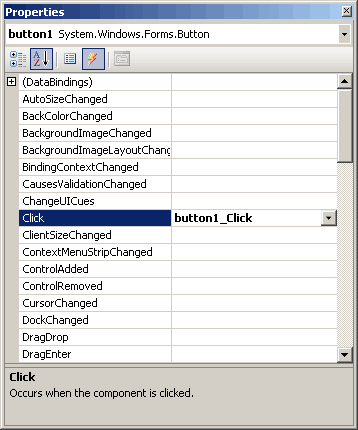 Properties
button1 System.Windows.Forms.Button
(DataBindings)
AutoSizeChanged
BackColorChanged
BackgroundImageChanged
BackgroundImageLayoutChang
BindingContextChanged
CausesValidationChanged
ChangeUICues
Click button1_Click
ClientSizeChanged
ContextMenuStripChanged
ControlAdded
ControlRemoved
CursorChanged
DockChanged
DragDrop
DragEnter
Click
Occurs when the component is clicked.